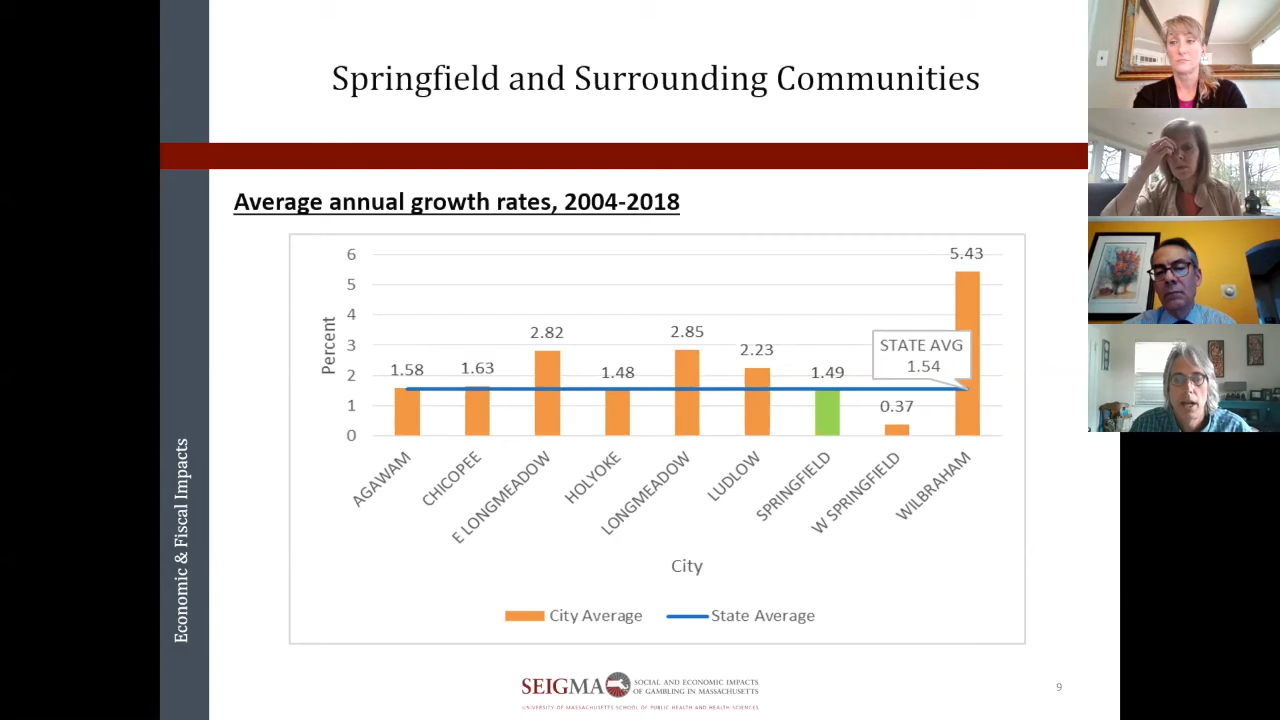 Springfield and Surrounding Communities
Average annual growth rates, 2004-2018
Economic & Fiscal Impacts
Percent
6
5
4
3
2
1
0
1.58
1.63
2.82
1.48
2.85
2.23
1.49
0.37
5.43
STATE AVG
1.54
AGAWAM
CHICOPEE
E LONGMEADOW
HOLYOKE
LONGMEADOW
LUDLOW
SPRINGFIELD
W SPRINGFIELD
WILBRAHAM
City
City Average
State Average
SEIGMA
SOCIAL AND ECONOMIC IMPACTS
OF GAMBLING IN MASSACHUSETTS
UNIVERSITY OF MASSACHUSETTS SCHOOL OF PUBLIC HEALTH AND HEALTH SCIENCES
9